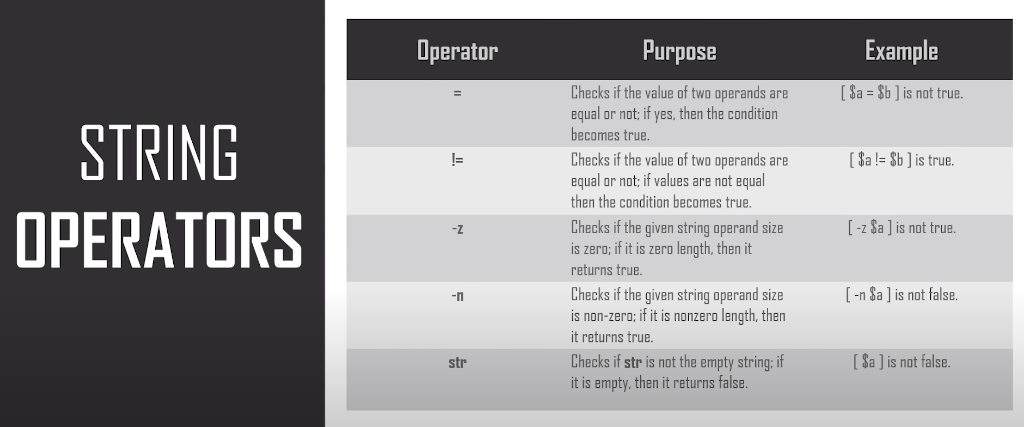 STRING
OPERATORS
Operator Purpose Example
= Checks if the value of two operands are [ $a = $b ] is not true.
equal or not; if yes, then the condition
becomes true.
!= Checks if the value of two operands are [ $a != $b ] is true.
equal or not; if values are not equal
then the condition becomes true.
-z Checks if the given string operand size [ -z $a ] is not true.
is zero; if it is zero length, then it
returns true.
-n Checks if the given string operand size [ -n $a ] is not false.
is non-zero; if it is nonzero length, then
it returns true.
str Checks if str is not the empty string; if [ $a ] is not false.
it is empty, then it returns false.